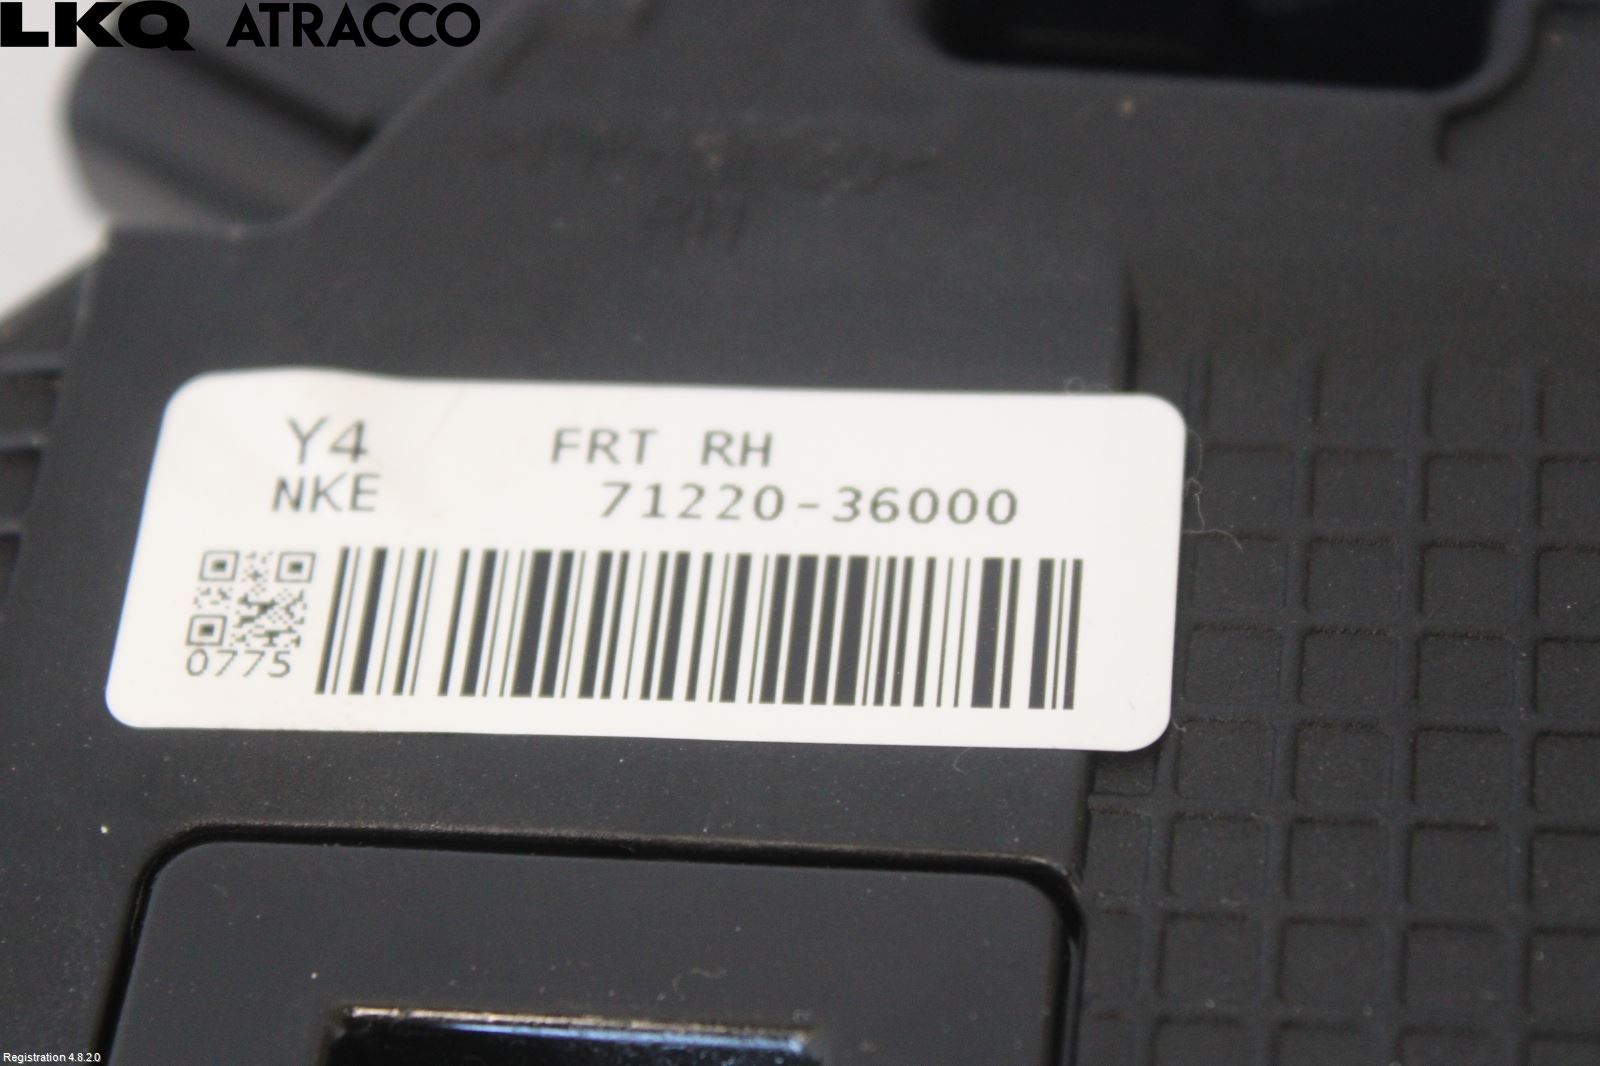 LKQ ATRACCO
Y4 FRT RH
NKE 71220-36000
0775
Registration 4.8.2.0